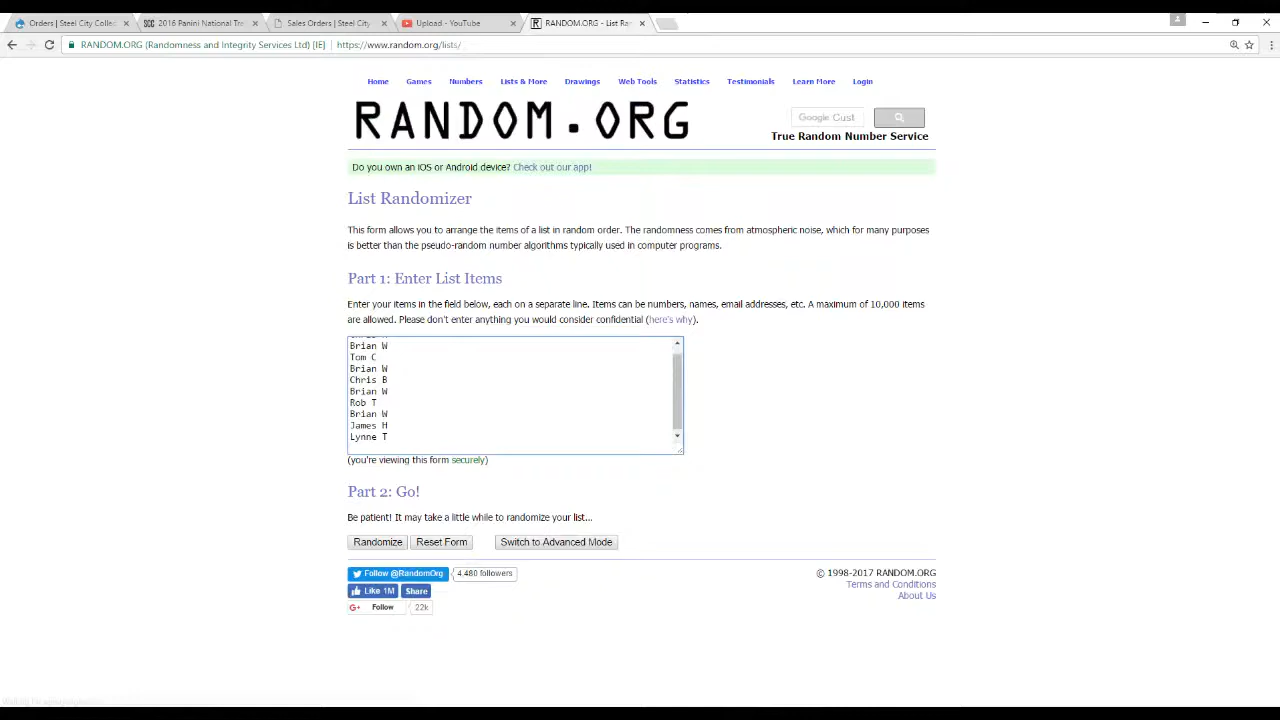 Orders | Steel City Colle
2016 Panini National Tre
Sales Orders | Steel City
Upload - YouTube
RANDOM.ORG - List Ra
RANDOM.ORG (Randomness and Integrity Services Ltd) [IE] https://www.random.org/lists/
Home Games Numbers Lists & More Drawings Web Tools Statistics Testimonials Learn More Login
RANDOM.ORG
Google Cust
True Random Number Service
Do you own an iOS or Android device? Check out our app!
List Randomizer
This form allows you to arrange the items of a list in random order. The randomness comes from atmospheric noise, which for many purposes
is better than the pseudo-random number algorithms typically used in computer programs.
Part 1: Enter List Items
Enter your items in the field below, each on a separate line. Items can be numbers, names, email addresses, etc. A maximum of 10,000 items
are allowed. Please don't enter anything you would consider confidential (here's why).
Brian W
Tom C
Brian W
Chris B
Brian W
Rob T
Brian W
James H
Lynne T
(you're viewing this form securely)
Part 2: Go!
Be patient! It may take a little while to randomize your list...
Randomize Reset Form Switch to Advanced Mode
Follow @RandomOrg 4,480 followers
Like 1M Share
Follow 22k
© 1998-2017 RANDOM.ORG
Terms and Conditions
About Us